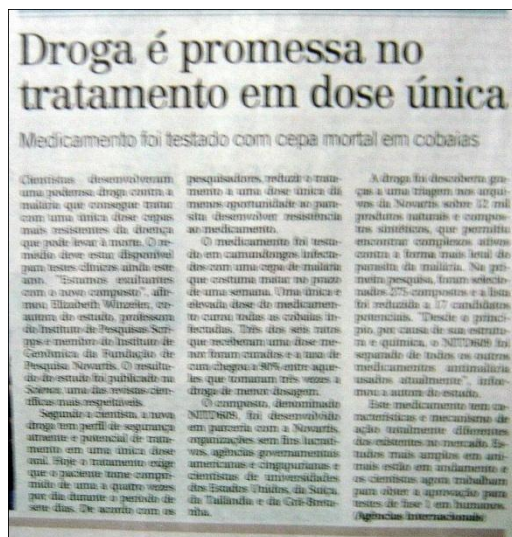 Droga é promessa no
tratamento em dose única
Medicamento foi testado com cepa mortal em cobaias
Cientistas desenvolveram
uma poderosa droga contra a
malária que consegue tratar
com uma única dose cepas
mais resistentes da doença
que pode levar à morte. O re-
médio deve estar disponível
para testes clínicos ainda este
ano. "Estamos exultantes
com o novo composto", afir-
mou Elizabeth Winzeler, co-
autora do estudo, professora
do Instituto de Pesquisas Scri-
pps e membro do Instituto de
Genômica da Fundação de
Pesquisa Novartis. O resulta-
do do estudo foi publicado na
Science, uma das revistas cien-
tíficas mais respeitáveis.
Segundo a cientista, a nova
droga tem perfil de segurança
atraente e potencial de trata-
mento em uma única dose
oral. Hoje o tratamento exige
que o paciente tome compri-
mido de uma a quatro vezes
por dia durante o período de
sete dias. De acordo com os
pesquisadores, reduzir o trata-
mento a uma dose única dá
menos oportunidade ao para-
sita desenvolver resistência
ao medicamento.
O medicamento foi testa-
do em camundongos infecta-
dos com uma cepa de malária
que costuma matar no prazo
de uma semana. Uma única e
elevada dose do medicamen-
to curou todas as cobaias in-
fectadas. Três dos seis ratos
que receberam uma dose me-
nor foram curados e a taxa de
cura chegou a 90% entre aque-
les que tomaram três vezes a
droga de menor dosagem.
O composto, denominado
NITD609, foi desenvolvido
em parceria com a Novartis,
organizações sem fins lucrati-
vos, agências governamentais
americanas e cingapurianas e
cientistas de universidades
dos Estados Unidos, da Suíça,
da Tailândia e da Grã-Breta-
nha.
A droga foi descoberta gra-
ças a uma triagem nos arqui-
vos da Novartis sobre 12 mil
produtos naturais e compos-
tos sintéticos, que permitiu
encontrar complexos ativos
contra a forma mais letal do
parasita da malária. Na pri-
meira pesquisa, foram selecio-
nados 275 compostos e a lista
foi reduzida a 17 candidatos
potenciais. "Desde o princí-
pio, por causa de sua estrutu-
ra e química, o NITD609 foi
separado de todos os outros
medicamentos antimalária
usados atualmente", infor-
mou a autora do estudo.
Este medicamento tem ca-
racterísticas e mecanismo de
ação totalmente diferentes
dos existentes no mercado. Es-
tudos mais amplos em ani-
mais estão em andamento e
os cientistas agora trabalham
para obter a aprovação para
testes de fase 1 em humanos.
(Agências Internacionais)